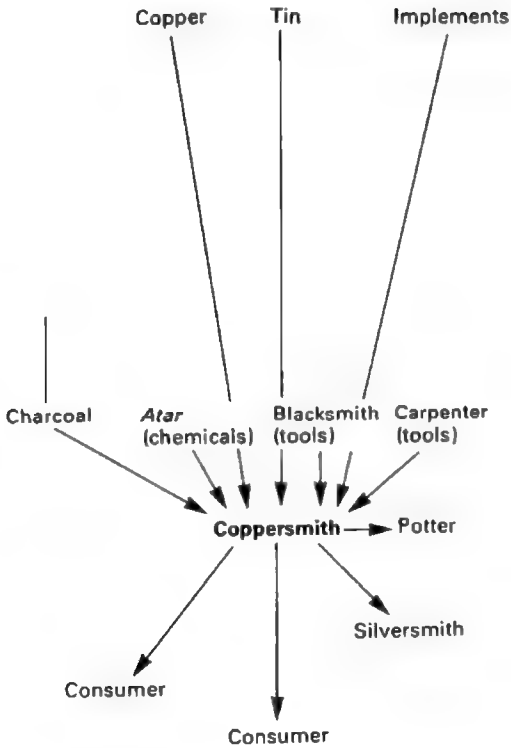 Copper Tin Implements
Charcoal Atar Blacksmith Carpenter
(chemicals) (tools) (tools)
Coppersmith Potter
Silversmith
Consumer
Consumer